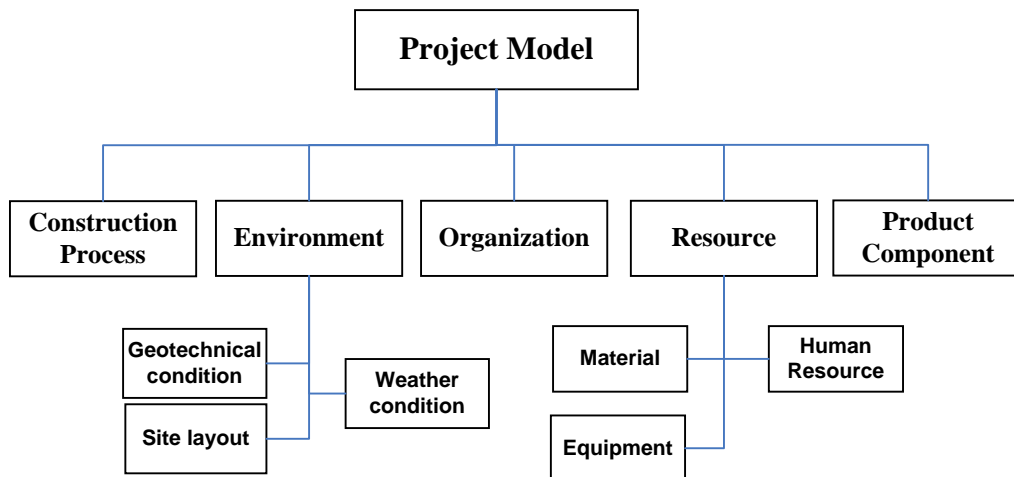 Project Model
Construction
Process
Environment
Organization
Resource
Product
Component
Geotechnical
condition
Weather
condition
Site layout
Material
Human
Resource
Equipment